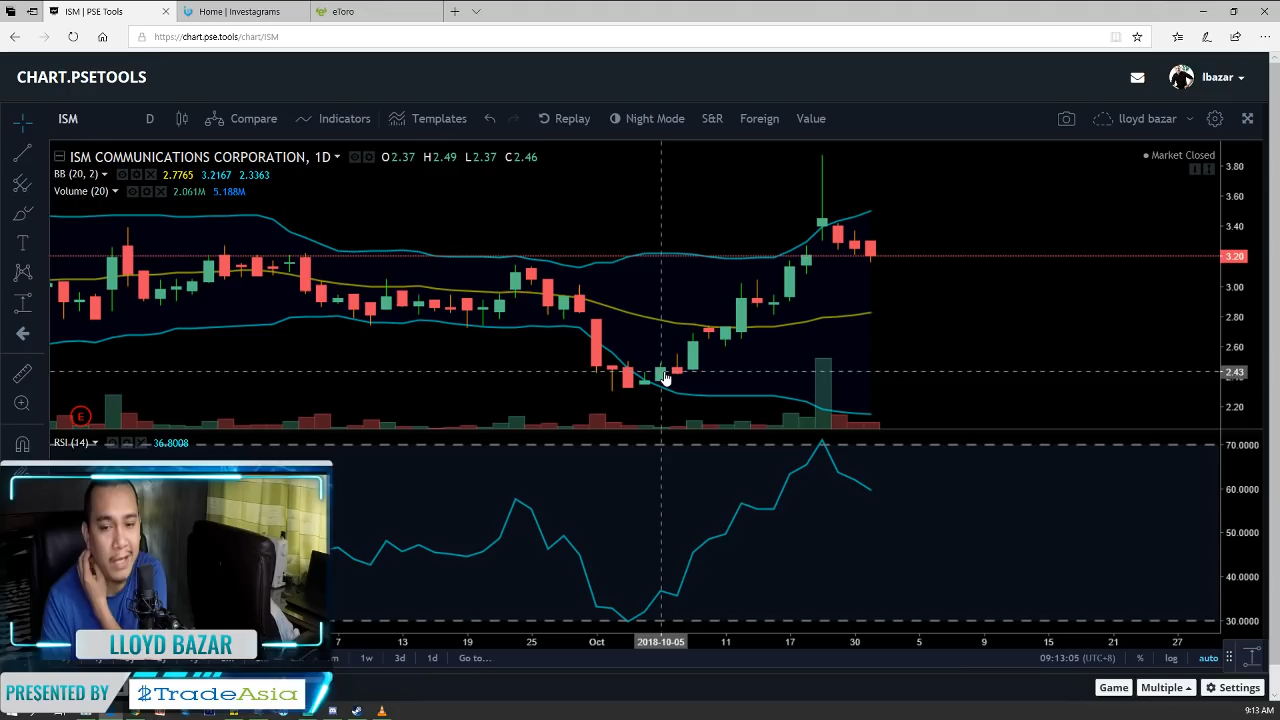 ISM | PSE Tools
Home | Investagrams
eToro
https://chart.pse.tools/chart/ISM
CHART.PSETOOLS
lbazar
ISM
D
Compare
Indicators
Templates
Replay
Night Mode
S&R
Foreign
Value
lloyd bazar
ISM COMMUNICATIONS CORPORATION, 1D
O2.37 H2.49 L2.37 C2.46
Market Closed
BB (20, 2)
2.7765 3.2167 2.3363
Volume (20)
2.061M 5.188M
3.80
3.60
3.40
3.20
3.00
2.80
2.60
2.43
2.20
E
RSI (14)
36.8008
70.0000
60.0000
50.0000
40.0000
30.0000
7 13 19 25 Oct 2018-10-05 11 17 30 5 9 15 21 27
1w 3d 1d Go to...
09:13:05 (UTC+8) % log auto
LLOYD BAZAR
PRESENTED BY
$TradeAsia
Game
Multiple
Settings
9:13 AM